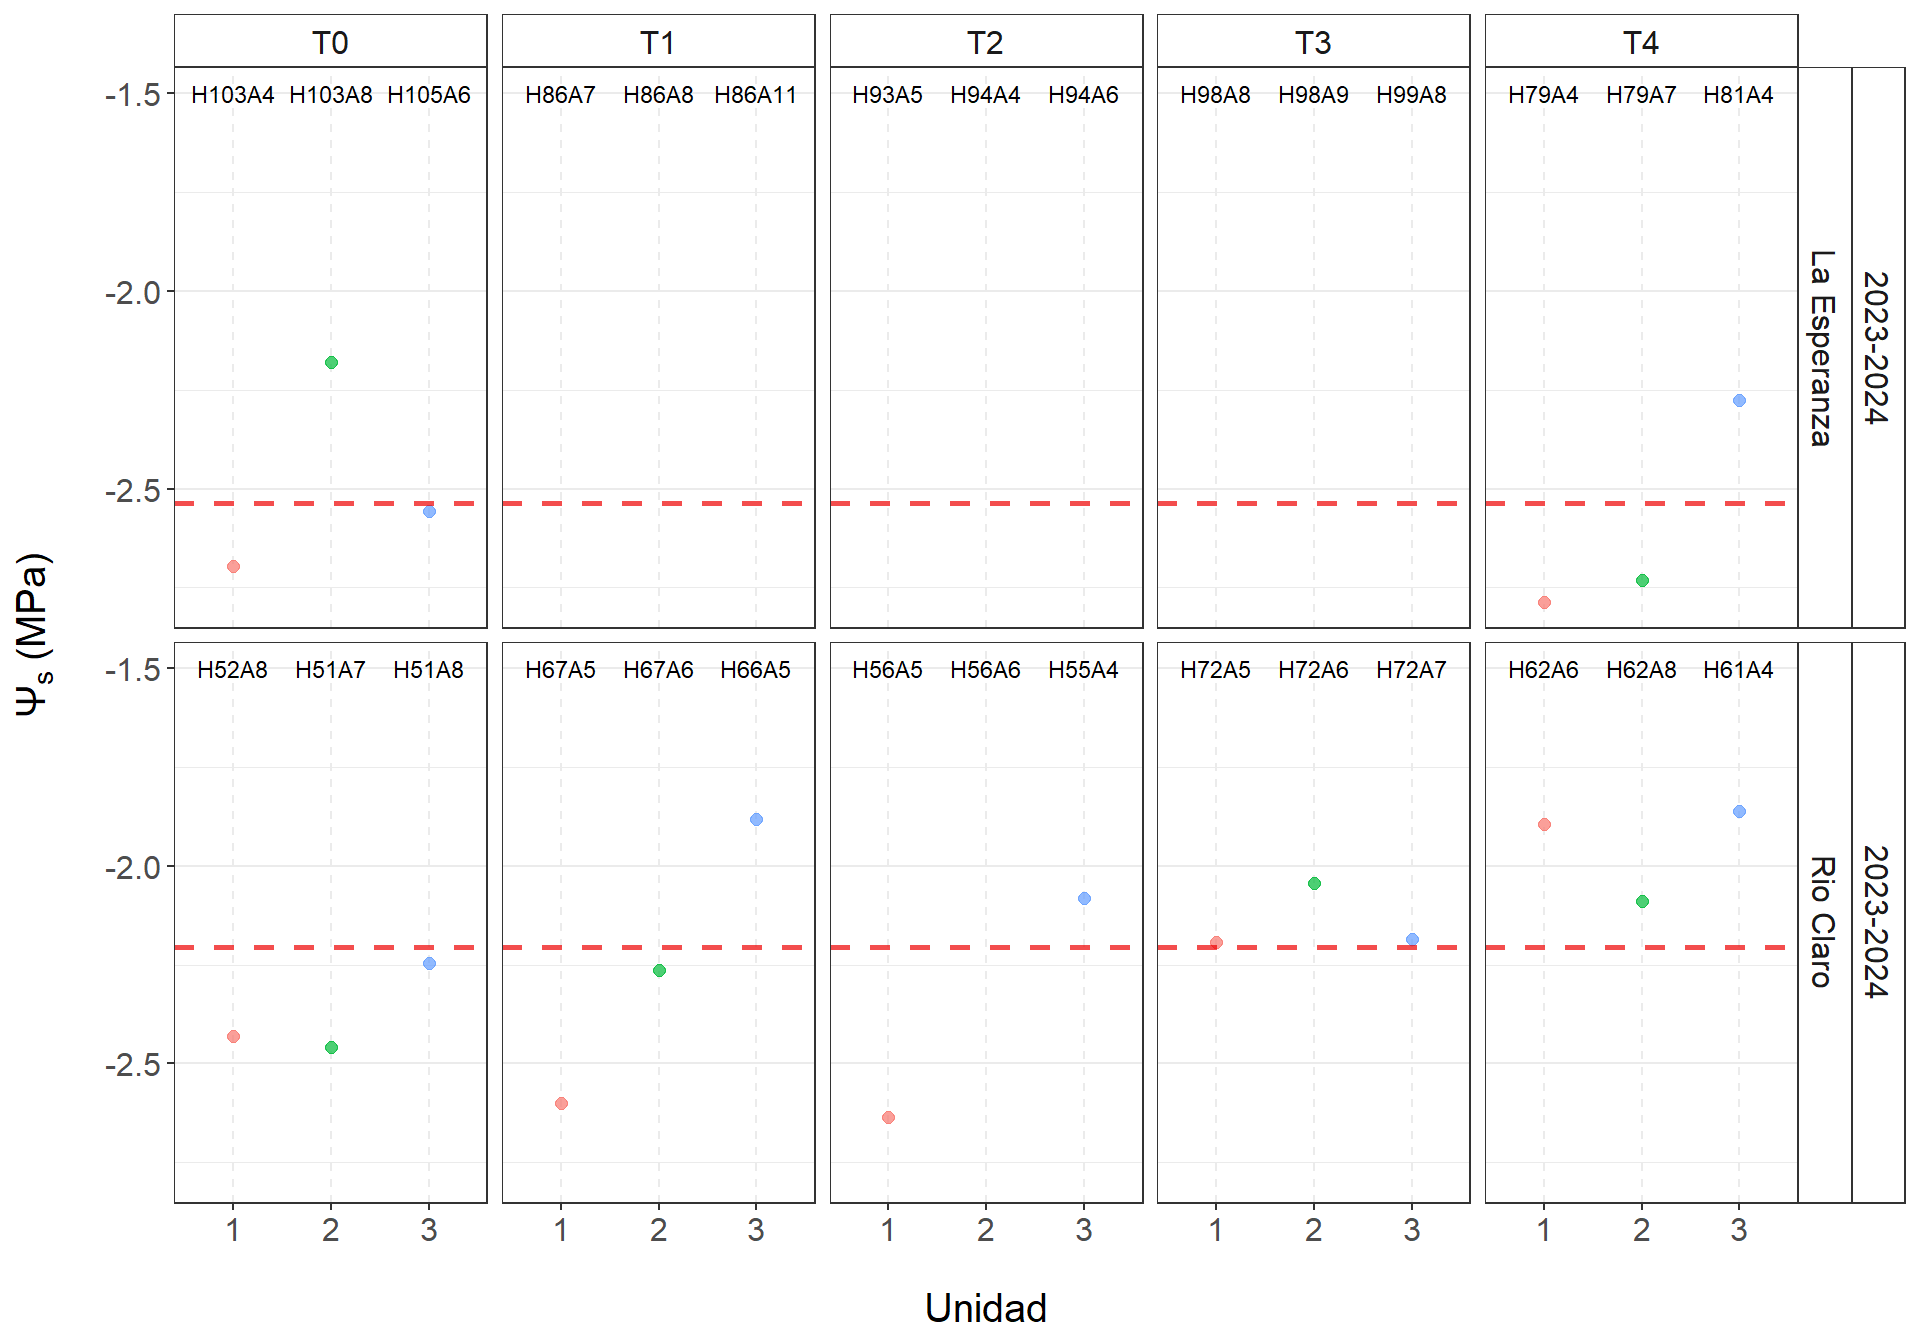 T0 T1 T2 T3 T4
-1.5 H103A4 H103A8 H105A6 H86A7 H86A8 H86A11 H93A5 H94A4 H94A6 H98A8 H98A9 H99A8 H79A4 H79A7 H81A4
-2.0
-2.5
La Esperanza
2023-2024
Ψs (MPa)
-1.5 H52A8 H51A7 H51A8 H67A5 H67A6 H66A5 H56A5 H56A6 H55A4 H72A5 H72A6 H72A7 H62A6 H62A8 H61A4
-2.0
-2.5
Rio Claro
2023-2024
1 2 3 1 2 3 1 2 3 1 2 3 1 2 3
Unidad